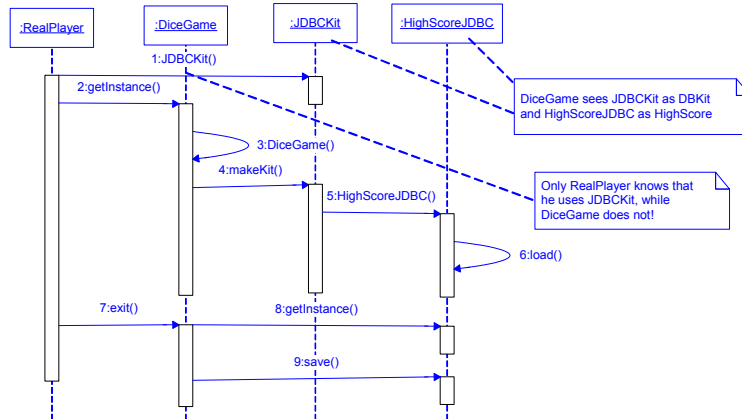 :RealPlayer
:DiceGame
:JDBCKit
:HighScoreJDBC
1:JDBCKit()
2:getInstance()
DiceGame sees JDBCKit as DBKit
and HighScoreJDBC as HighScore
3:DiceGame()
4:makeKit()
Only RealPlayer knows that
he uses JDBCKit, while
DiceGame does not!
5:HighScoreJDBC()
6:load()
7:exit()
8:getInstance()
9:save()